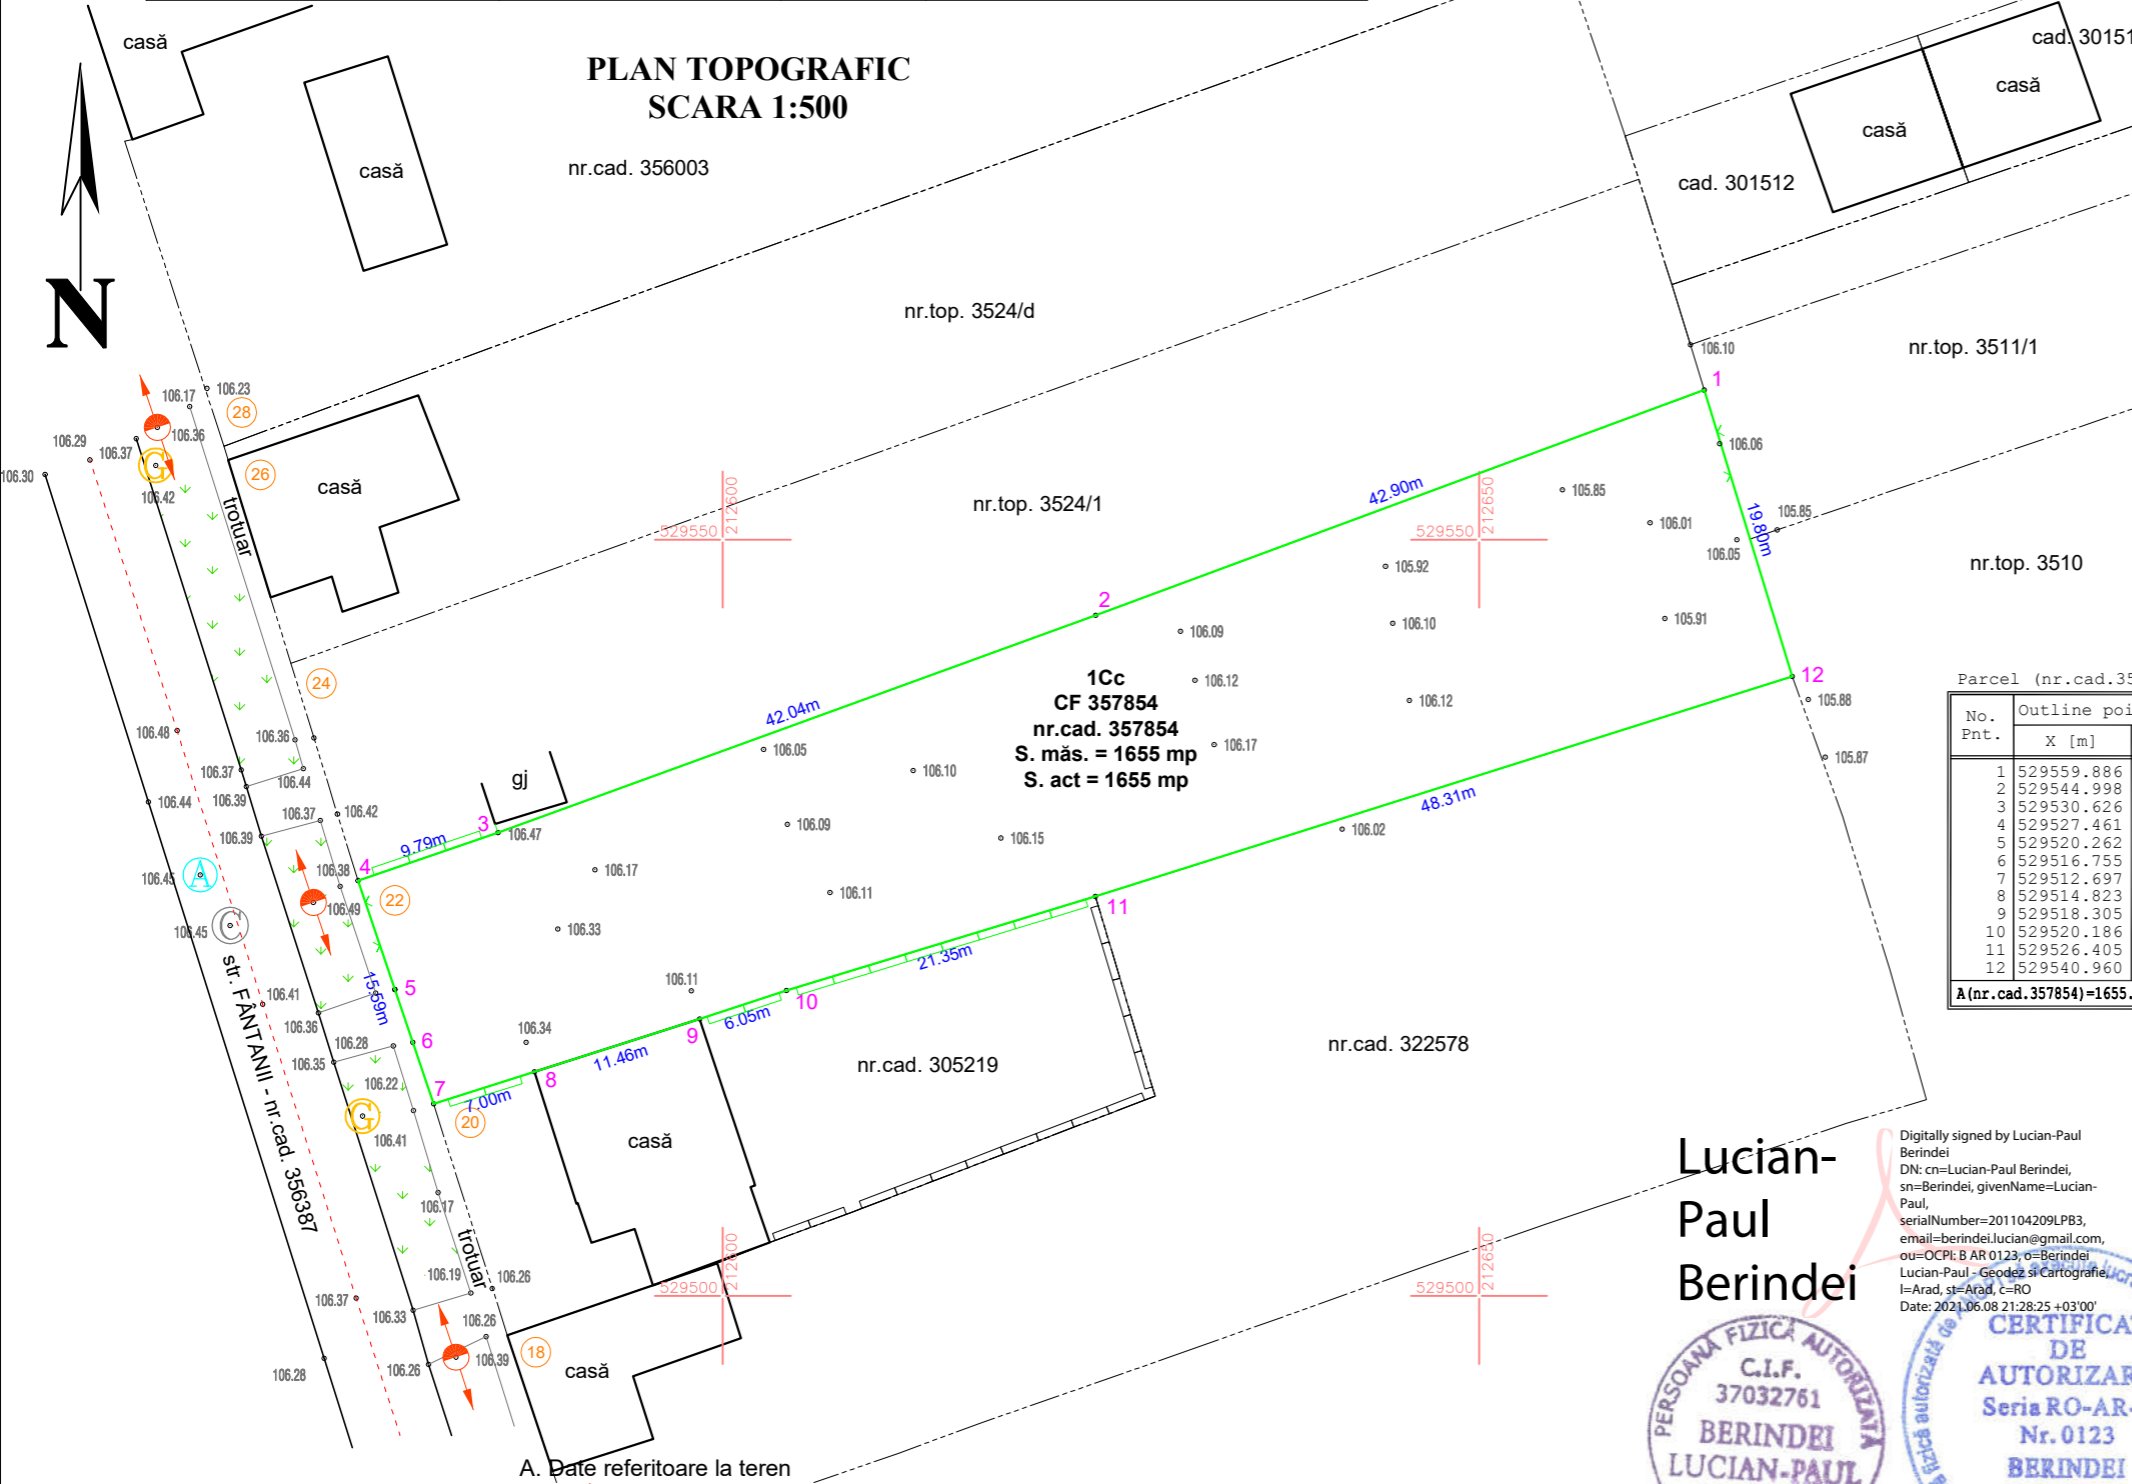 PLAN TOPOGRAFIC
SCARA 1:500
casă
casă
nr.cad. 356003
cad. 30151
casă
casă
cad. 301512
N
nr.top. 3524/d
nr.top. 3511/1
106.10
1
106.23
106.17
28
106.36
106.29
106.37
106.30
G
106.42
26
casă
trotuar
nr.top. 3524/1
529550
212600
42.90m
529550
212650
105.85
106.01
106.06
19.80m
105.85
106.05
105.92
nr.top. 3510
2
106.09
106.10
105.91
24
1Cc
CF 357854
nr.cad. 357854
S. măs. = 1655 mp
S. act = 1655 mp
106.12
106.12
106.17
12
105.88
105.87
42.04m
106.05
106.10
106.48
106.36
106.37
106.44
106.39
106.44
106.37
106.42
106.39
gj
3
106.47
9.79m
4
106.38
22
106.49
106.45
A
106.45
C
106.17
106.09
106.15
106.11
106.33
106.11
106.02
48.31m
11
21.35m
10
6.05m
9
11.46m
106.34
8
7.00m
7
20
6
5
15.59m
106.41
106.36
106.28
106.35
106.22
G
106.41
106.17
str. FÂNTANII - nr.cad. 356387
trotuar
106.19
106.26
106.37
106.33
106.26
106.28
106.26
106.39
18
casă
casă
nr.cad. 305219
nr.cad. 322578
529500
212600
529500
212650
Parcel (nr.cad.35
No. Pnt.
Outline poi
X [m]
1 529559.886
2 529544.998
3 529530.626
4 529527.461
5 529520.262
6 529516.755
7 529512.697
8 529514.823
9 529518.305
10 529520.186
11 529526.405
12 529540.960
A(nr.cad.357854)=1655.
Lucian-
Paul
Berindei
Digitally signed by Lucian-Paul
Berindei
DN: cn=Lucian-Paul Berindei,
sn=Berindei, givenName=Lucian-
Paul,
serialNumber=201104209LPB3,
email=berindei.lucian@gmail.com,
ou=OCPI: B AR 0123, o=Berindei
Lucian-Paul - Geodez si Cartografie,
l=Arad, st=Arad, c=RO
Date: 2021.06.08 21:28:25 +03'00'
PERSOANĂ FIZICĂ AUTORIZATĂ
C.I.F.
37032761
BERINDEI
LUCIAN-PAUL
CERTIFICA
DE
AUTORIZAR
Seria RO-AR-
Nr. 0123
BERINDEI
A. Date referitoare la teren